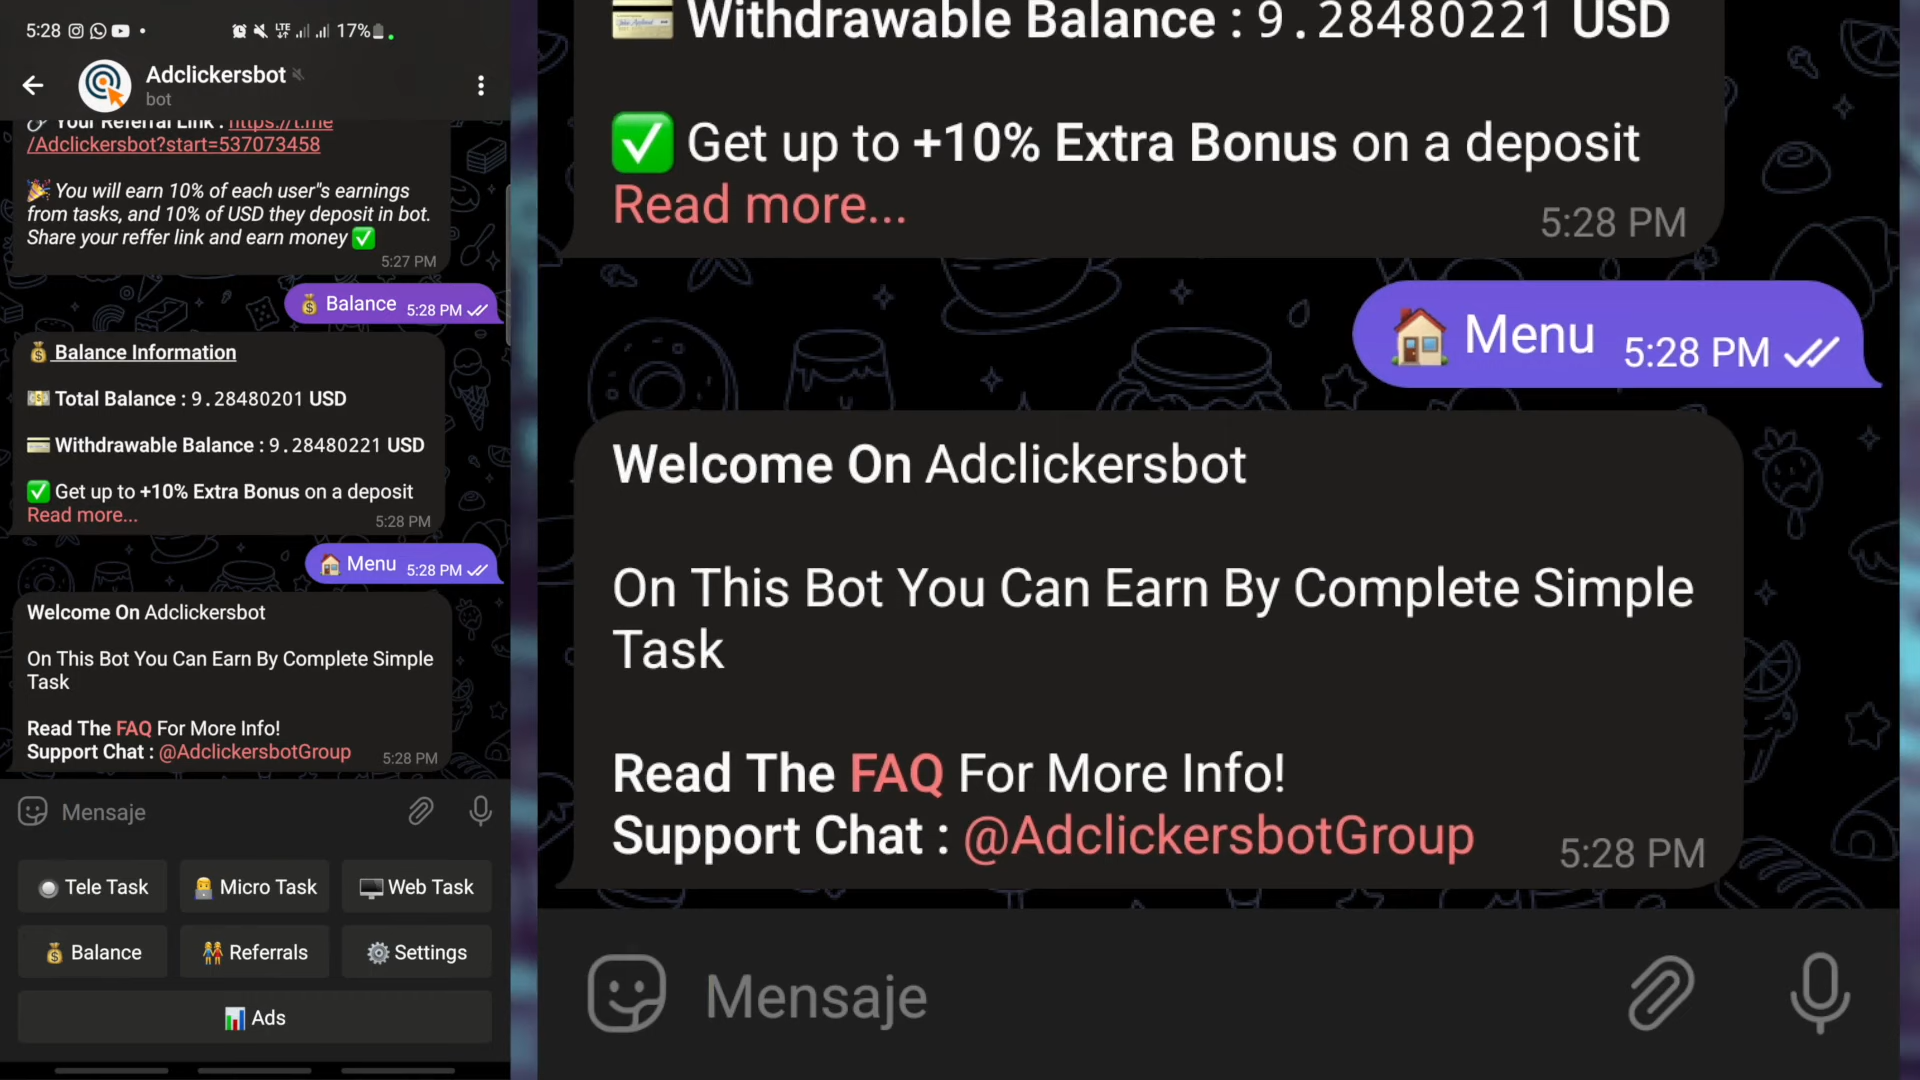 5:28
LTE
17%
Adclickersbot
bot
Your Referral Link : https://t.me
/Adclickersbot?start=537073458
You will earn 10% of each user"s earnings
from tasks, and 10% of USD they deposit in bot.
Share your reffer link and earn money
5:27 PM
Balance 5:28 PM
Balance Information
Total Balance : 9.28480201 USD
Withdrawable Balance : 9.28480221 USD
Get up to +10% Extra Bonus on a deposit
Read more...
5:28 PM
Menu 5:28 PM
Welcome On Adclickersbot
On This Bot You Can Earn By Complete Simple
Task
Read The FAQ For More Info!
Support Chat : @AdclickersbotGroup 5:28 PM
Mensaje
Tele Task
Micro Task
Web Task
Balance
Referrals
Settings
Ads
Withdrawable Balance : 9.28480221 USD
Get up to +10% Extra Bonus on a deposit
Read more...
5:28 PM
Menu 5:28 PM
Welcome On Adclickersbot
On This Bot You Can Earn By Complete Simple
Task
Read The FAQ For More Info!
Support Chat : @AdclickersbotGroup 5:28 PM
Mensaje